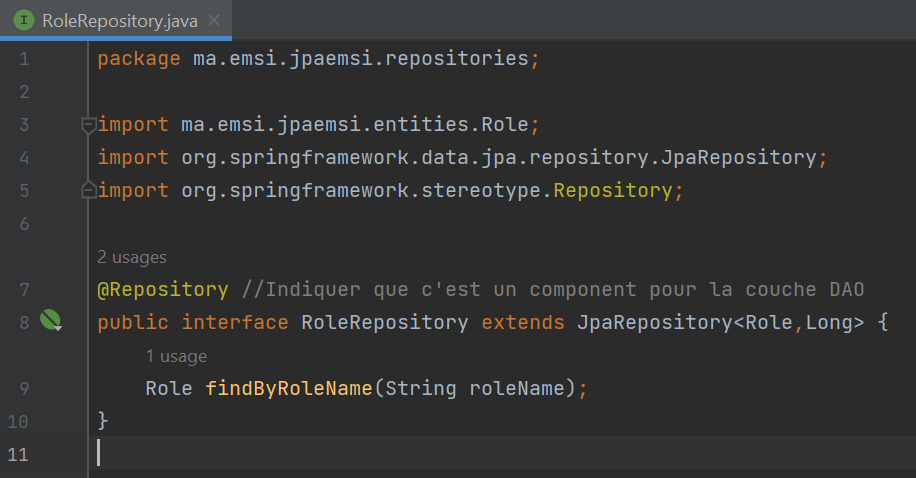 I RoleRepository.java
1 package ma.emsi.jpaemsi.repositories;
2
3 import ma.emsi.jpaemsi.entities.Role;
4 import org.springframework.data.jpa.repository.JpaRepository;
5 import org.springframework.stereotype.Repository;
6
2 usages
7 @Repository //Indiquer que c'est un component pour la couche DAO
8 public interface RoleRepository extends JpaRepository<Role,Long> {
1 usage
9 Role findByRoleName(String roleName);
10 }
11